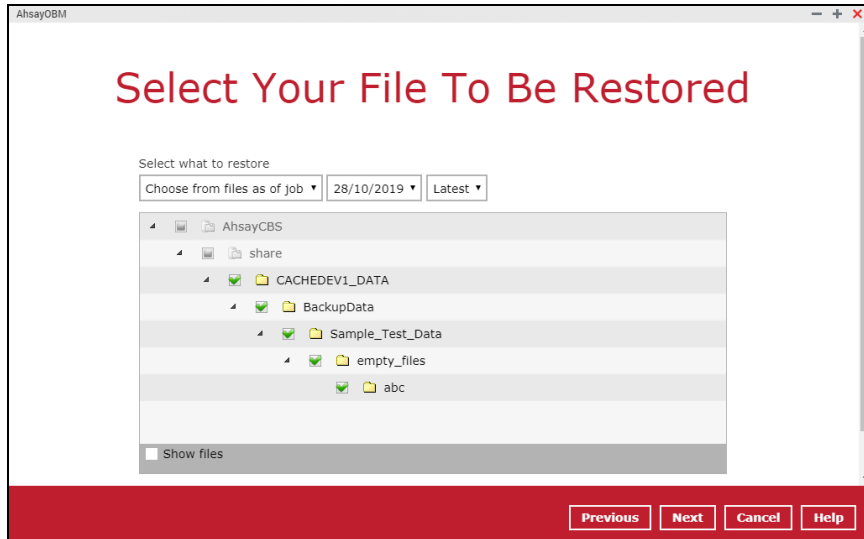 AhsayOBM
Select Your File To Be Restored
Select what to restore
Choose from files as of job 28/10/2019 Latest
AhsayCBS
share
CACHEDEV1_DATA
BackupData
Sample_Test_Data
empty_files
abc
Show files
Previous Next Cancel Help